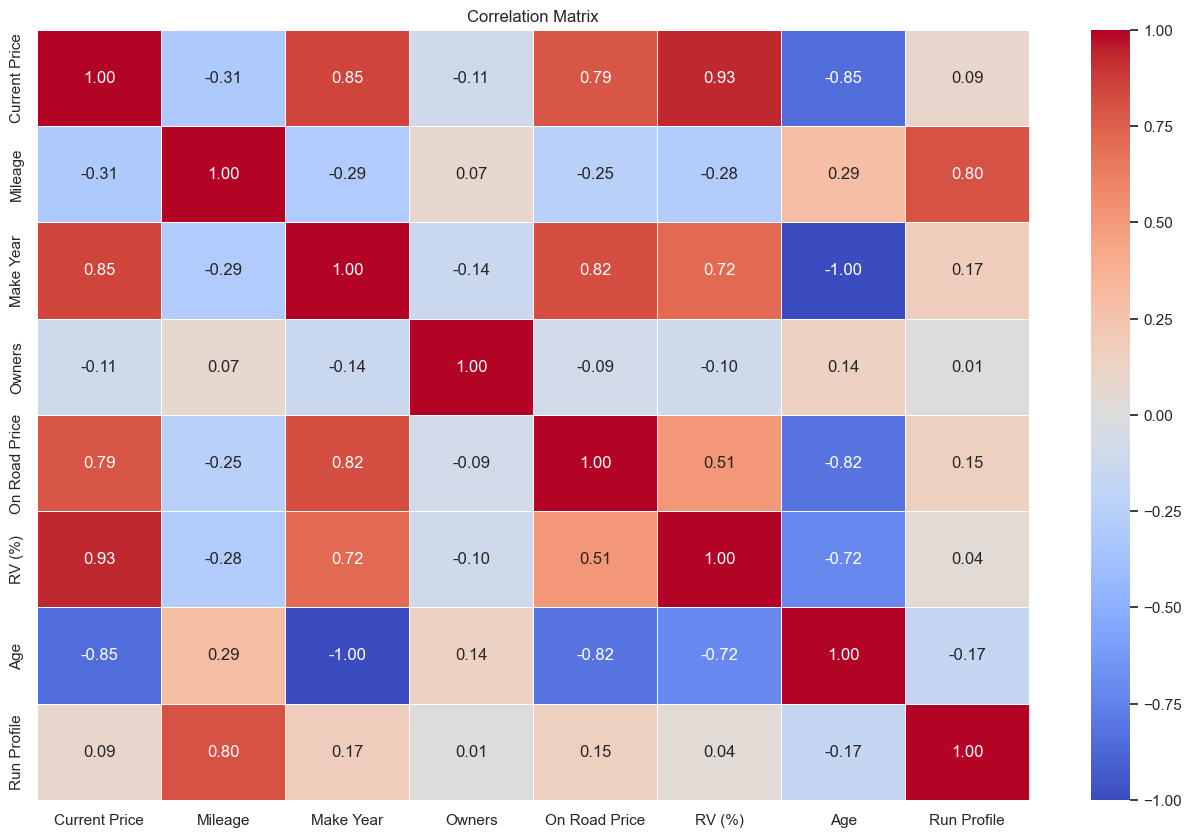 Correlation Matrix
Current Price 1.00 -0.31 0.85 -0.11 0.79 0.93 -0.85 0.09
Mileage -0.31 1.00 -0.29 0.07 -0.25 -0.28 0.29 0.80
Make Year 0.85 -0.29 1.00 -0.14 0.82 0.72 -1.00 0.17
Owners -0.11 0.07 -0.14 1.00 -0.09 -0.10 0.14 0.01
On Road Price 0.79 -0.25 0.82 -0.09 1.00 0.51 -0.82 0.15
RV (%) 0.93 -0.28 0.72 -0.10 0.51 1.00 -0.72 0.04
Age -0.85 0.29 -1.00 0.14 -0.82 -0.72 1.00 -0.17
Run Profile 0.09 0.80 0.17 0.01 0.15 0.04 -0.17 1.00
Current Price Mileage Make Year Owners On Road Price RV (%) Age Run Profile
1.00
0.75
0.50
0.25
0.00
−0.25
−0.50
−0.75
−1.00